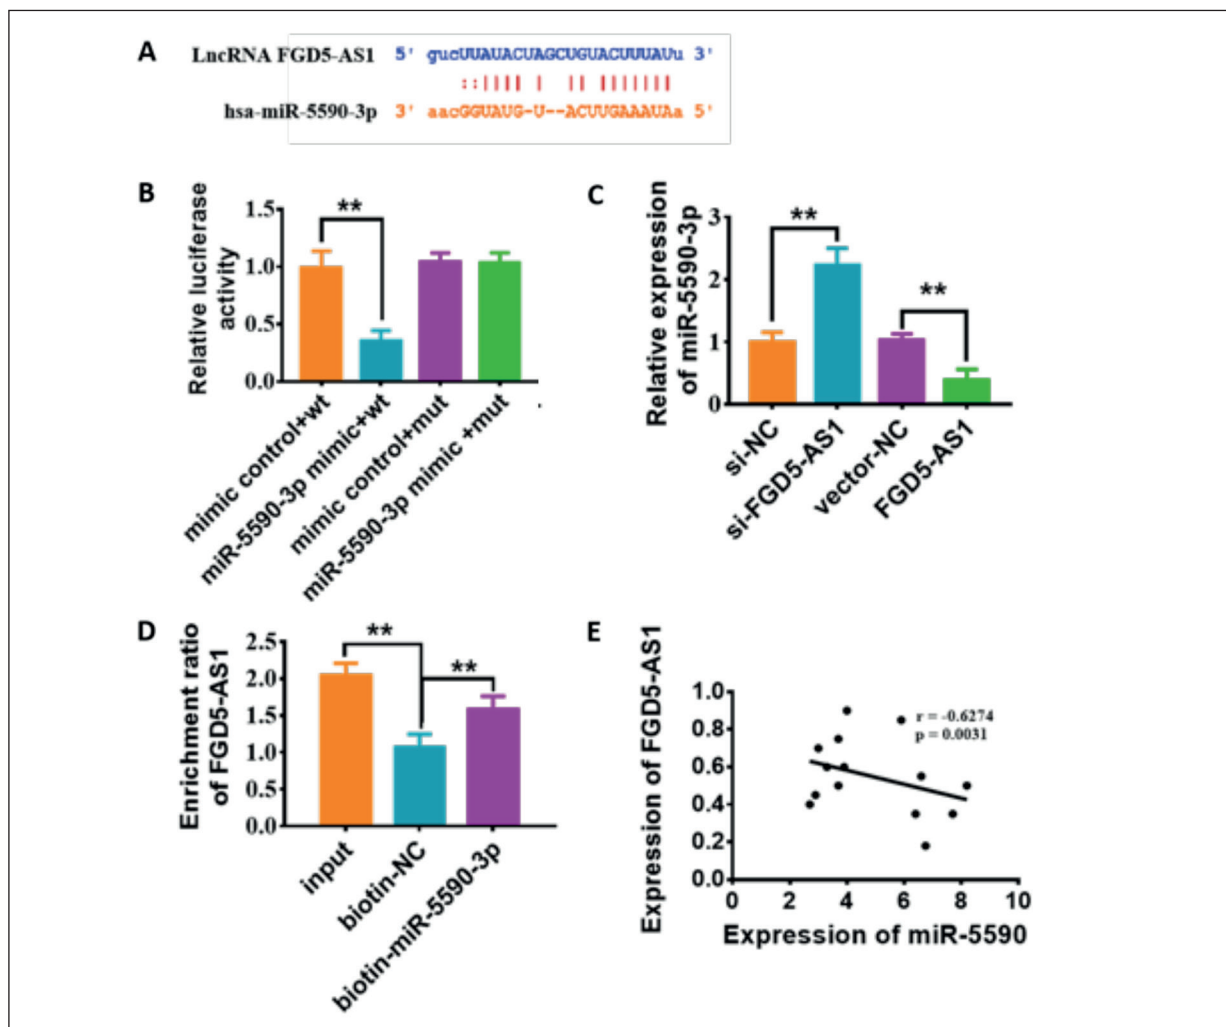 A
LncRNA FGD5-AS1 5' gucUUAUACUAGCUGUACUUUAUu 3'
::|||| | || |||||||
hsa-miR-5590-3p 3' aacGGUAUG-U--ACUUGAAAUAa 5'
B
Relative luciferase
activity
1.5
1.0
0.5
0.0
**
mimic control+wt
miR-5590-3p mimic+wt
mimic control+mut
miR-5590-3p mimic +mut
C
Relative expression
of miR-5590-3p
3
2
1
0
**
**
si-NC
si-FGD5-AS1
vector-NC
FGD5-AS1
D
Enrichment ratio
of FGD5-AS1
2.5
2.0
1.5
1.0
0.5
0.0
**
**
input
biotin-NC
biotin-miR-5590-3p
E
Expression of FGD5-AS1
1.0
0.8
0.6
0.4
0.2
0.0
r = -0.6274
p = 0.0031
0 2 4 6 8 10
Expression of miR-5590